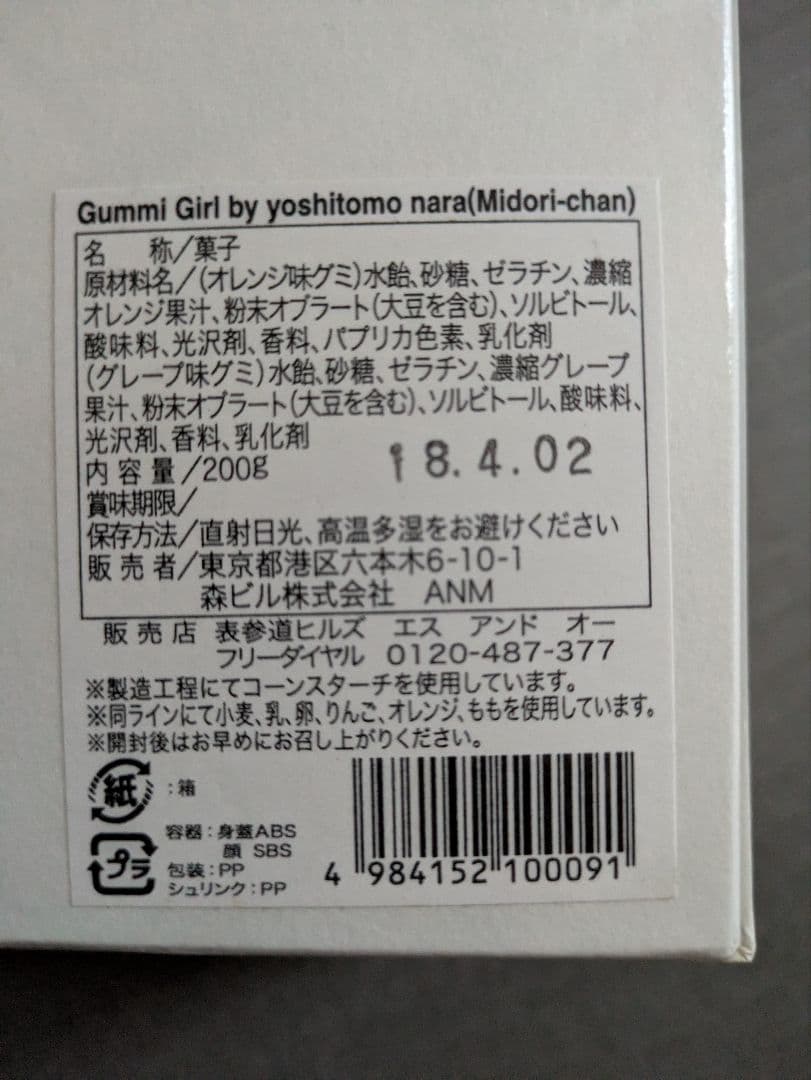 Gummi Girl by yoshitomo nara(Midori-chan)
名　称/菓子
原材料名/(オレンジ味グミ)水飴、砂糖、ゼラチン、濃縮
オレンジ果汁、粉末オブラート(大豆を含む)、ソルビトール、
酸味料、光沢剤、香料、パプリカ色素、乳化剤
(グレープ味グミ)水飴、砂糖、ゼラチン、濃縮グレープ
果汁、粉末オブラート(大豆を含む)、ソルビトール、酸味料、
光沢剤、香料、乳化剤
内容量/200g
18.4.02
賞味期限/
保存方法/直射日光、高温多湿をお避けください
販売者/東京都港区六本木6-10-1
森ビル株式会社　ANM
販売店　表参道ヒルズ　エス　アンド　オー
フリーダイヤル　0120-487-377
※製造工程にてコーンスターチを使用しています。
※同ラインにて小麦、乳、卵、りんご、オレンジ、ももを使用しています。
※開封後はお早めにお召し上がりください。
紙：箱
プラ
容器：身蓋ABS
顔 SBS
包装：PP
シュリンク：PP
4 984152 100091